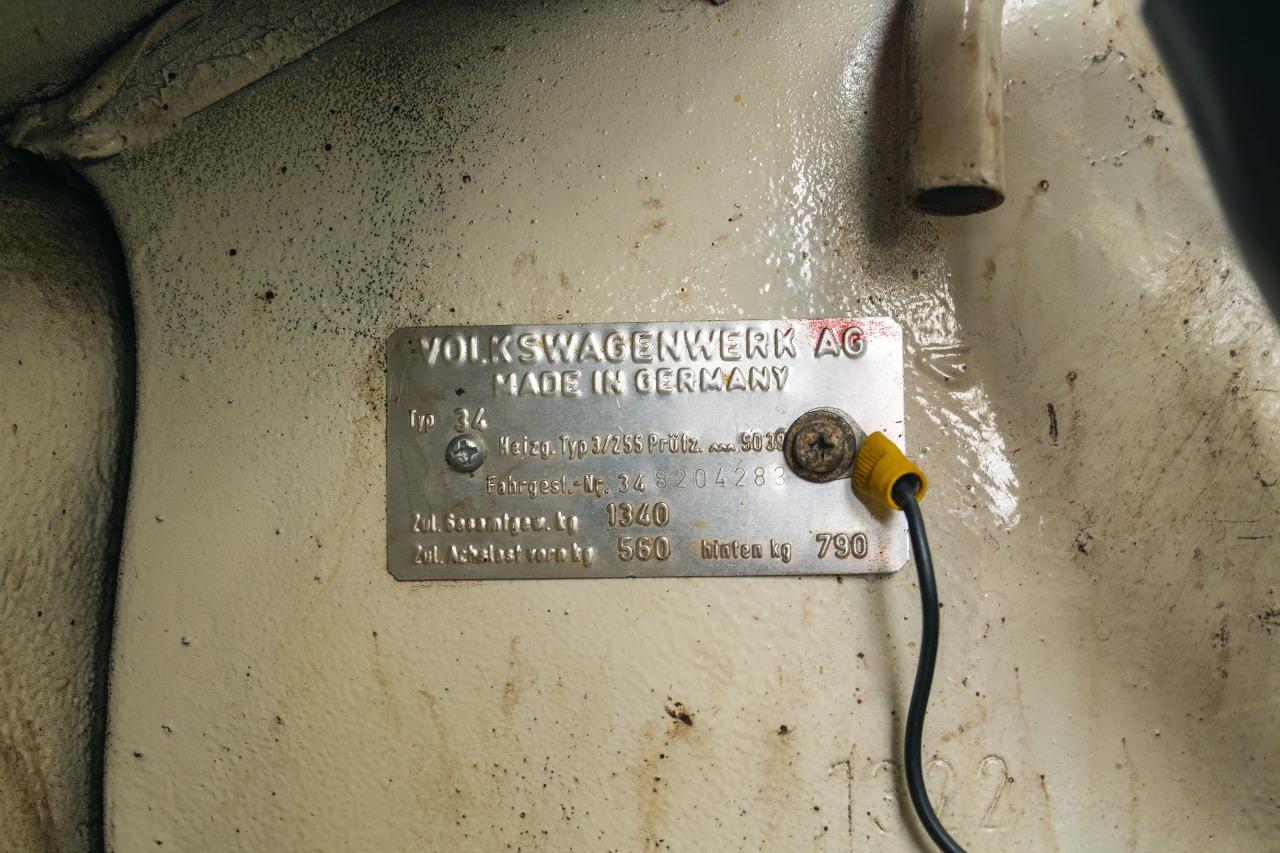 VOLKSWAGENWERK AG
MADE IN GERMANY
Typ 34
Heizg. Typ 3/255 Prüfz. S039
Fahrgest.-Nr. 34 8204283
Zul. Gesamtgew. kg 1340
Zul. Achslast vorn kg 560 hinten kg 790